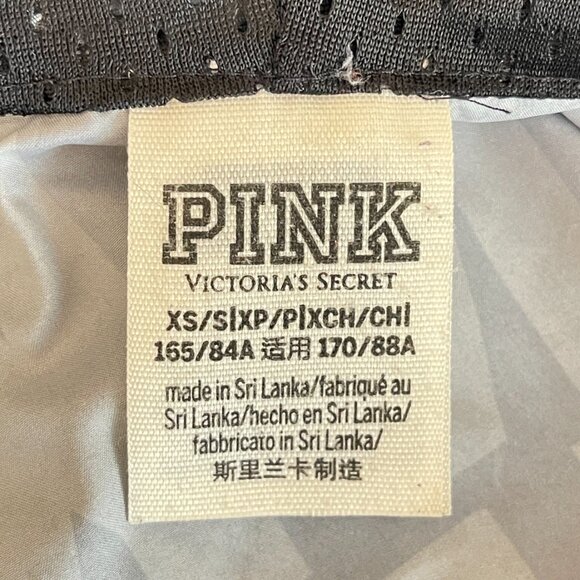 PINK
VICTORIA'S SECRET
XS/S|XP/P|XCH/CH|
165/84A 适用 170/88A
made in Sri Lanka/fabriqué au
Sri Lanka/hecho en Sri Lanka/
fabbricato in Sri Lanka/
斯里兰卡制造